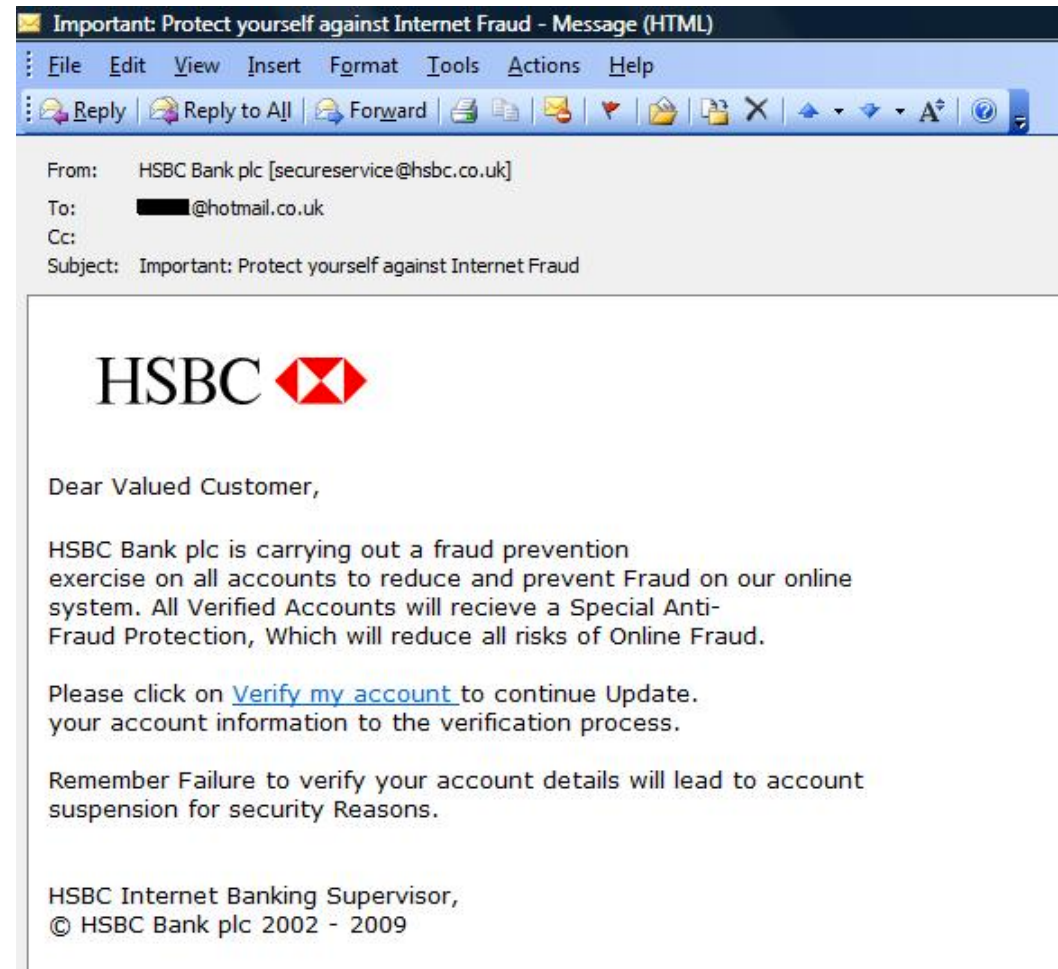 Important: Protect yourself against Internet Fraud - Message (HTML)
File Edit View Insert Format Tools Actions Help
Reply Reply to All Forward
From: HSBC Bank plc [secureservice@hsbc.co.uk]
To: @hotmail.co.uk
Cc:
Subject: Important: Protect yourself against Internet Fraud
HSBC
Dear Valued Customer,
HSBC Bank plc is carrying out a fraud prevention
exercise on all accounts to reduce and prevent Fraud on our online
system. All Verified Accounts will recieve a Special Anti-
Fraud Protection, Which will reduce all risks of Online Fraud.
Please click on Verify my account to continue Update.
your account information to the verification process.
Remember Failure to verify your account details will lead to account
suspension for security Reasons.
HSBC Internet Banking Supervisor,
© HSBC Bank plc 2002 - 2009